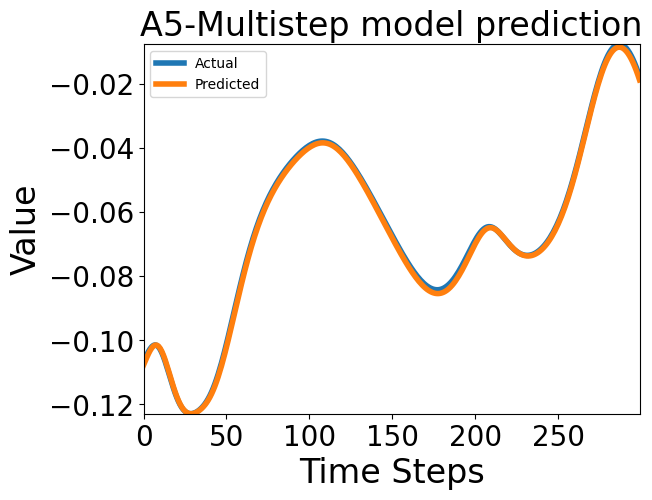 A5-Multistep model prediction
Actual
Predicted
−0.02
−0.04
−0.06
−0.08
−0.10
−0.12
Value
0 50 100 150 200 250
Time Steps